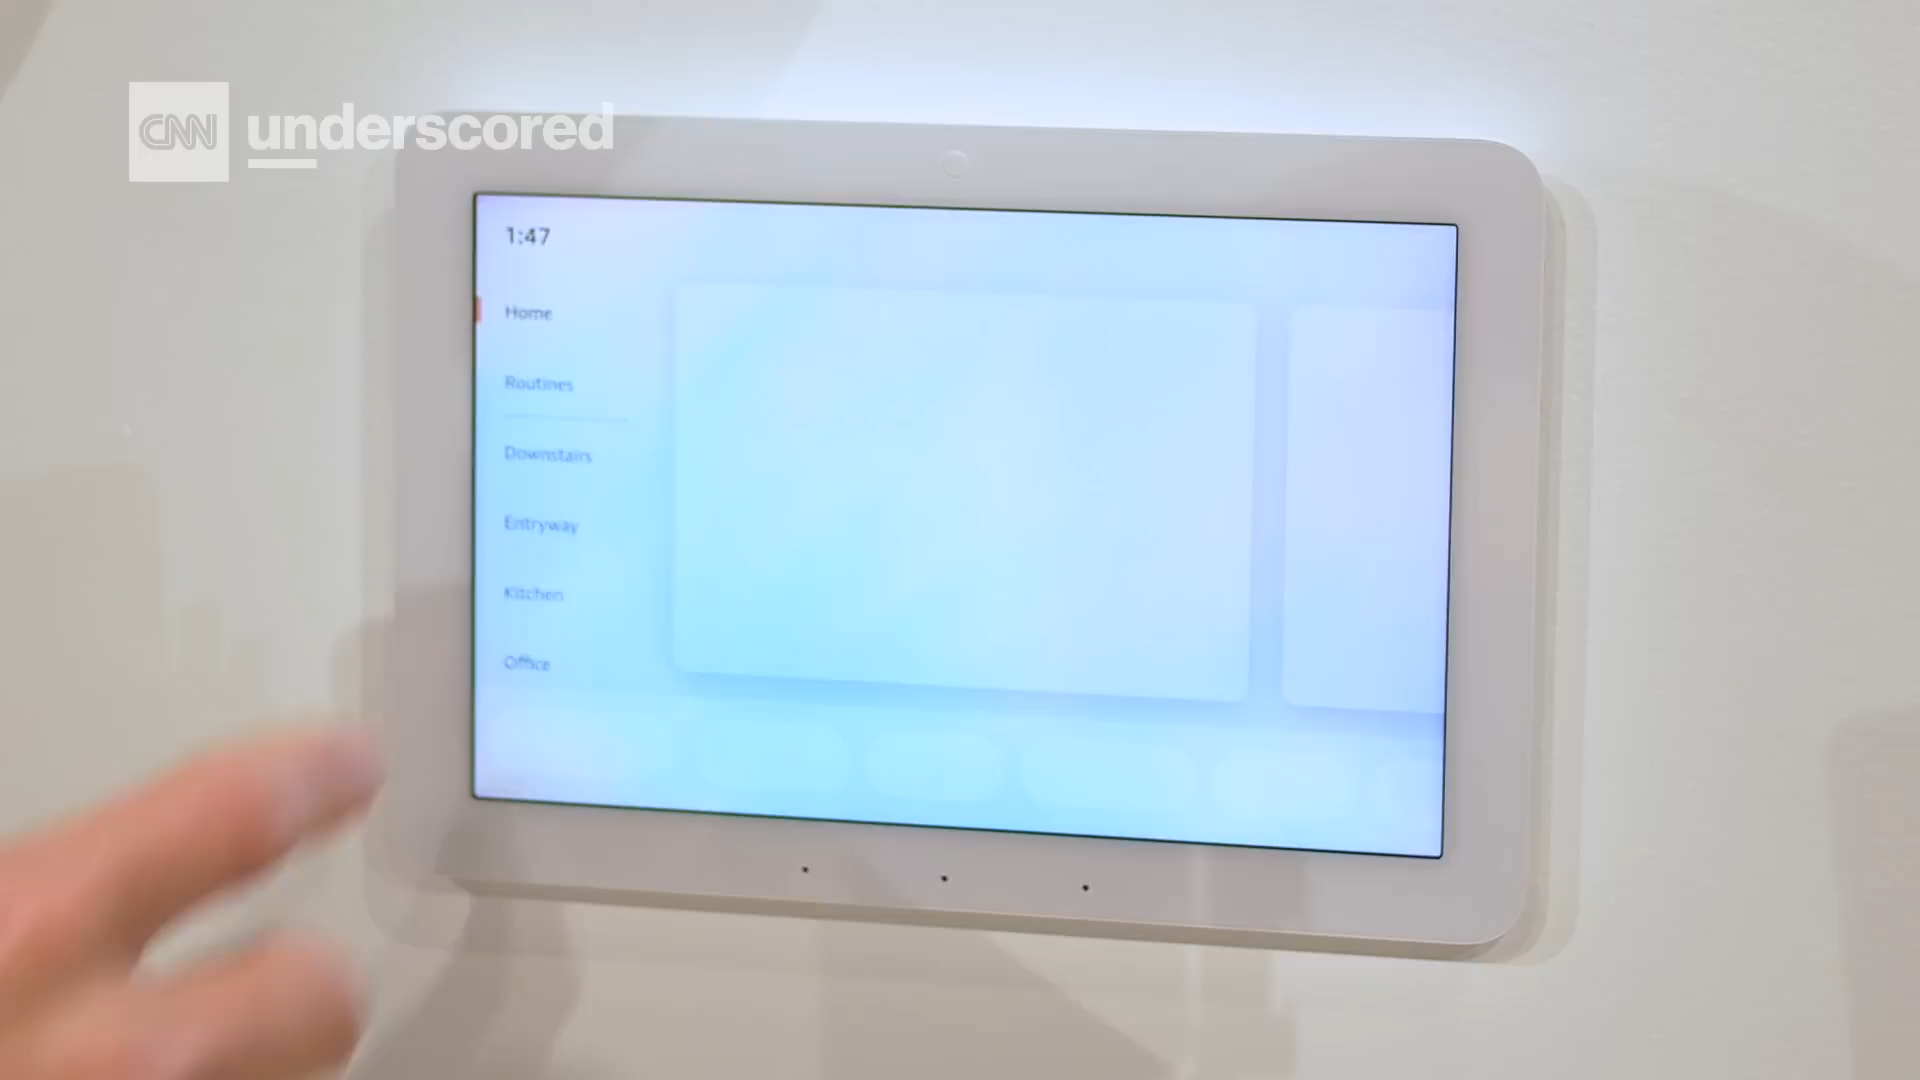 CNN underscored
1:47
Home
Routines
Downstairs
Entryway
Kitchen
Office